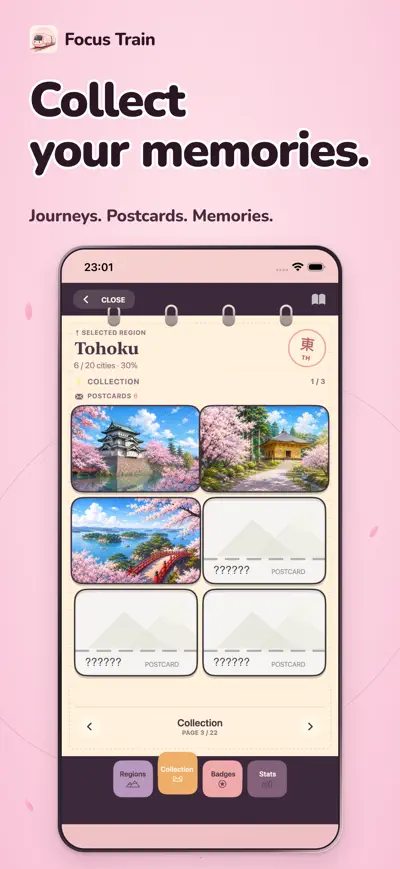 Focus Train
Collect
your memories.
Journeys. Postcards. Memories.
23:01
CLOSE
SELECTED REGION
Tohoku
6 / 20 cities · 30%
東
TH
COLLECTION
1 / 3
POSTCARDS 6
??????
POSTCARD
??????
POSTCARD
??????
POSTCARD
Collection
PAGE 3 / 22
Regions
Collection
Badges
Stats